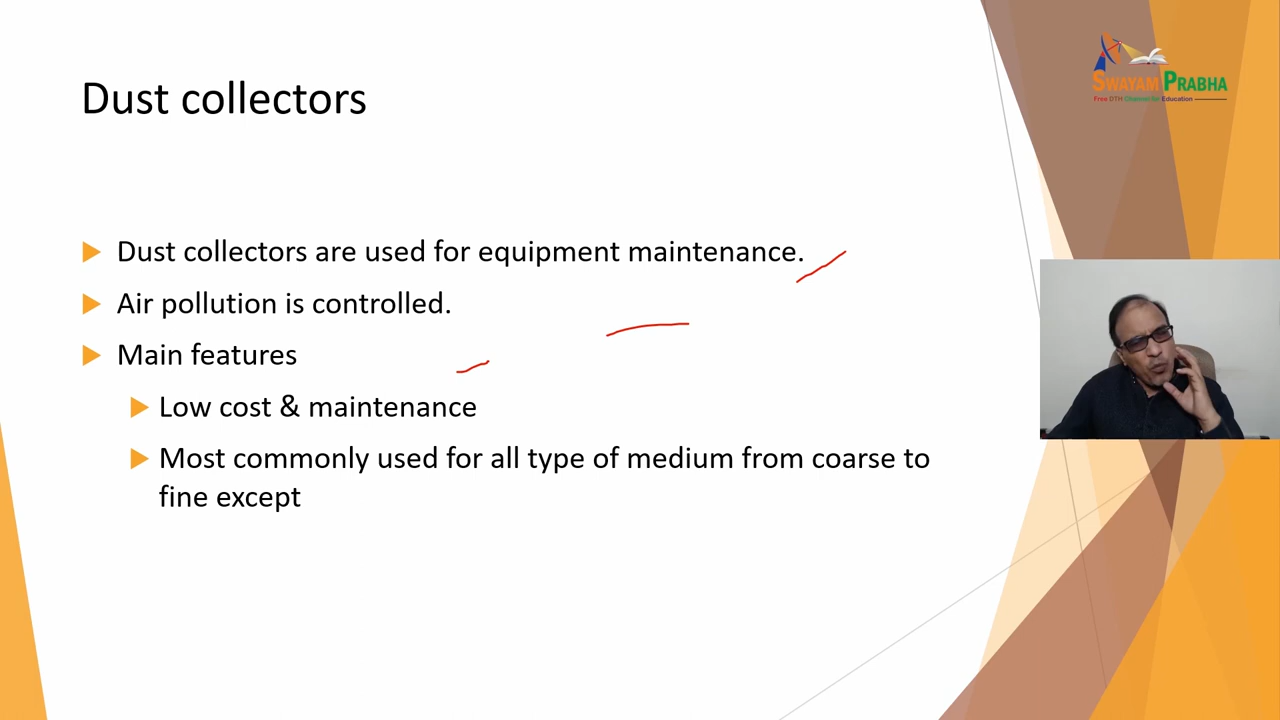 Dust collectors
SWAYAM PRABHA
Free DTH Channel for Education
Dust collectors are used for equipment maintenance.
Air pollution is controlled.
Main features
Low cost & maintenance
Most commonly used for all type of medium from coarse to
fine except